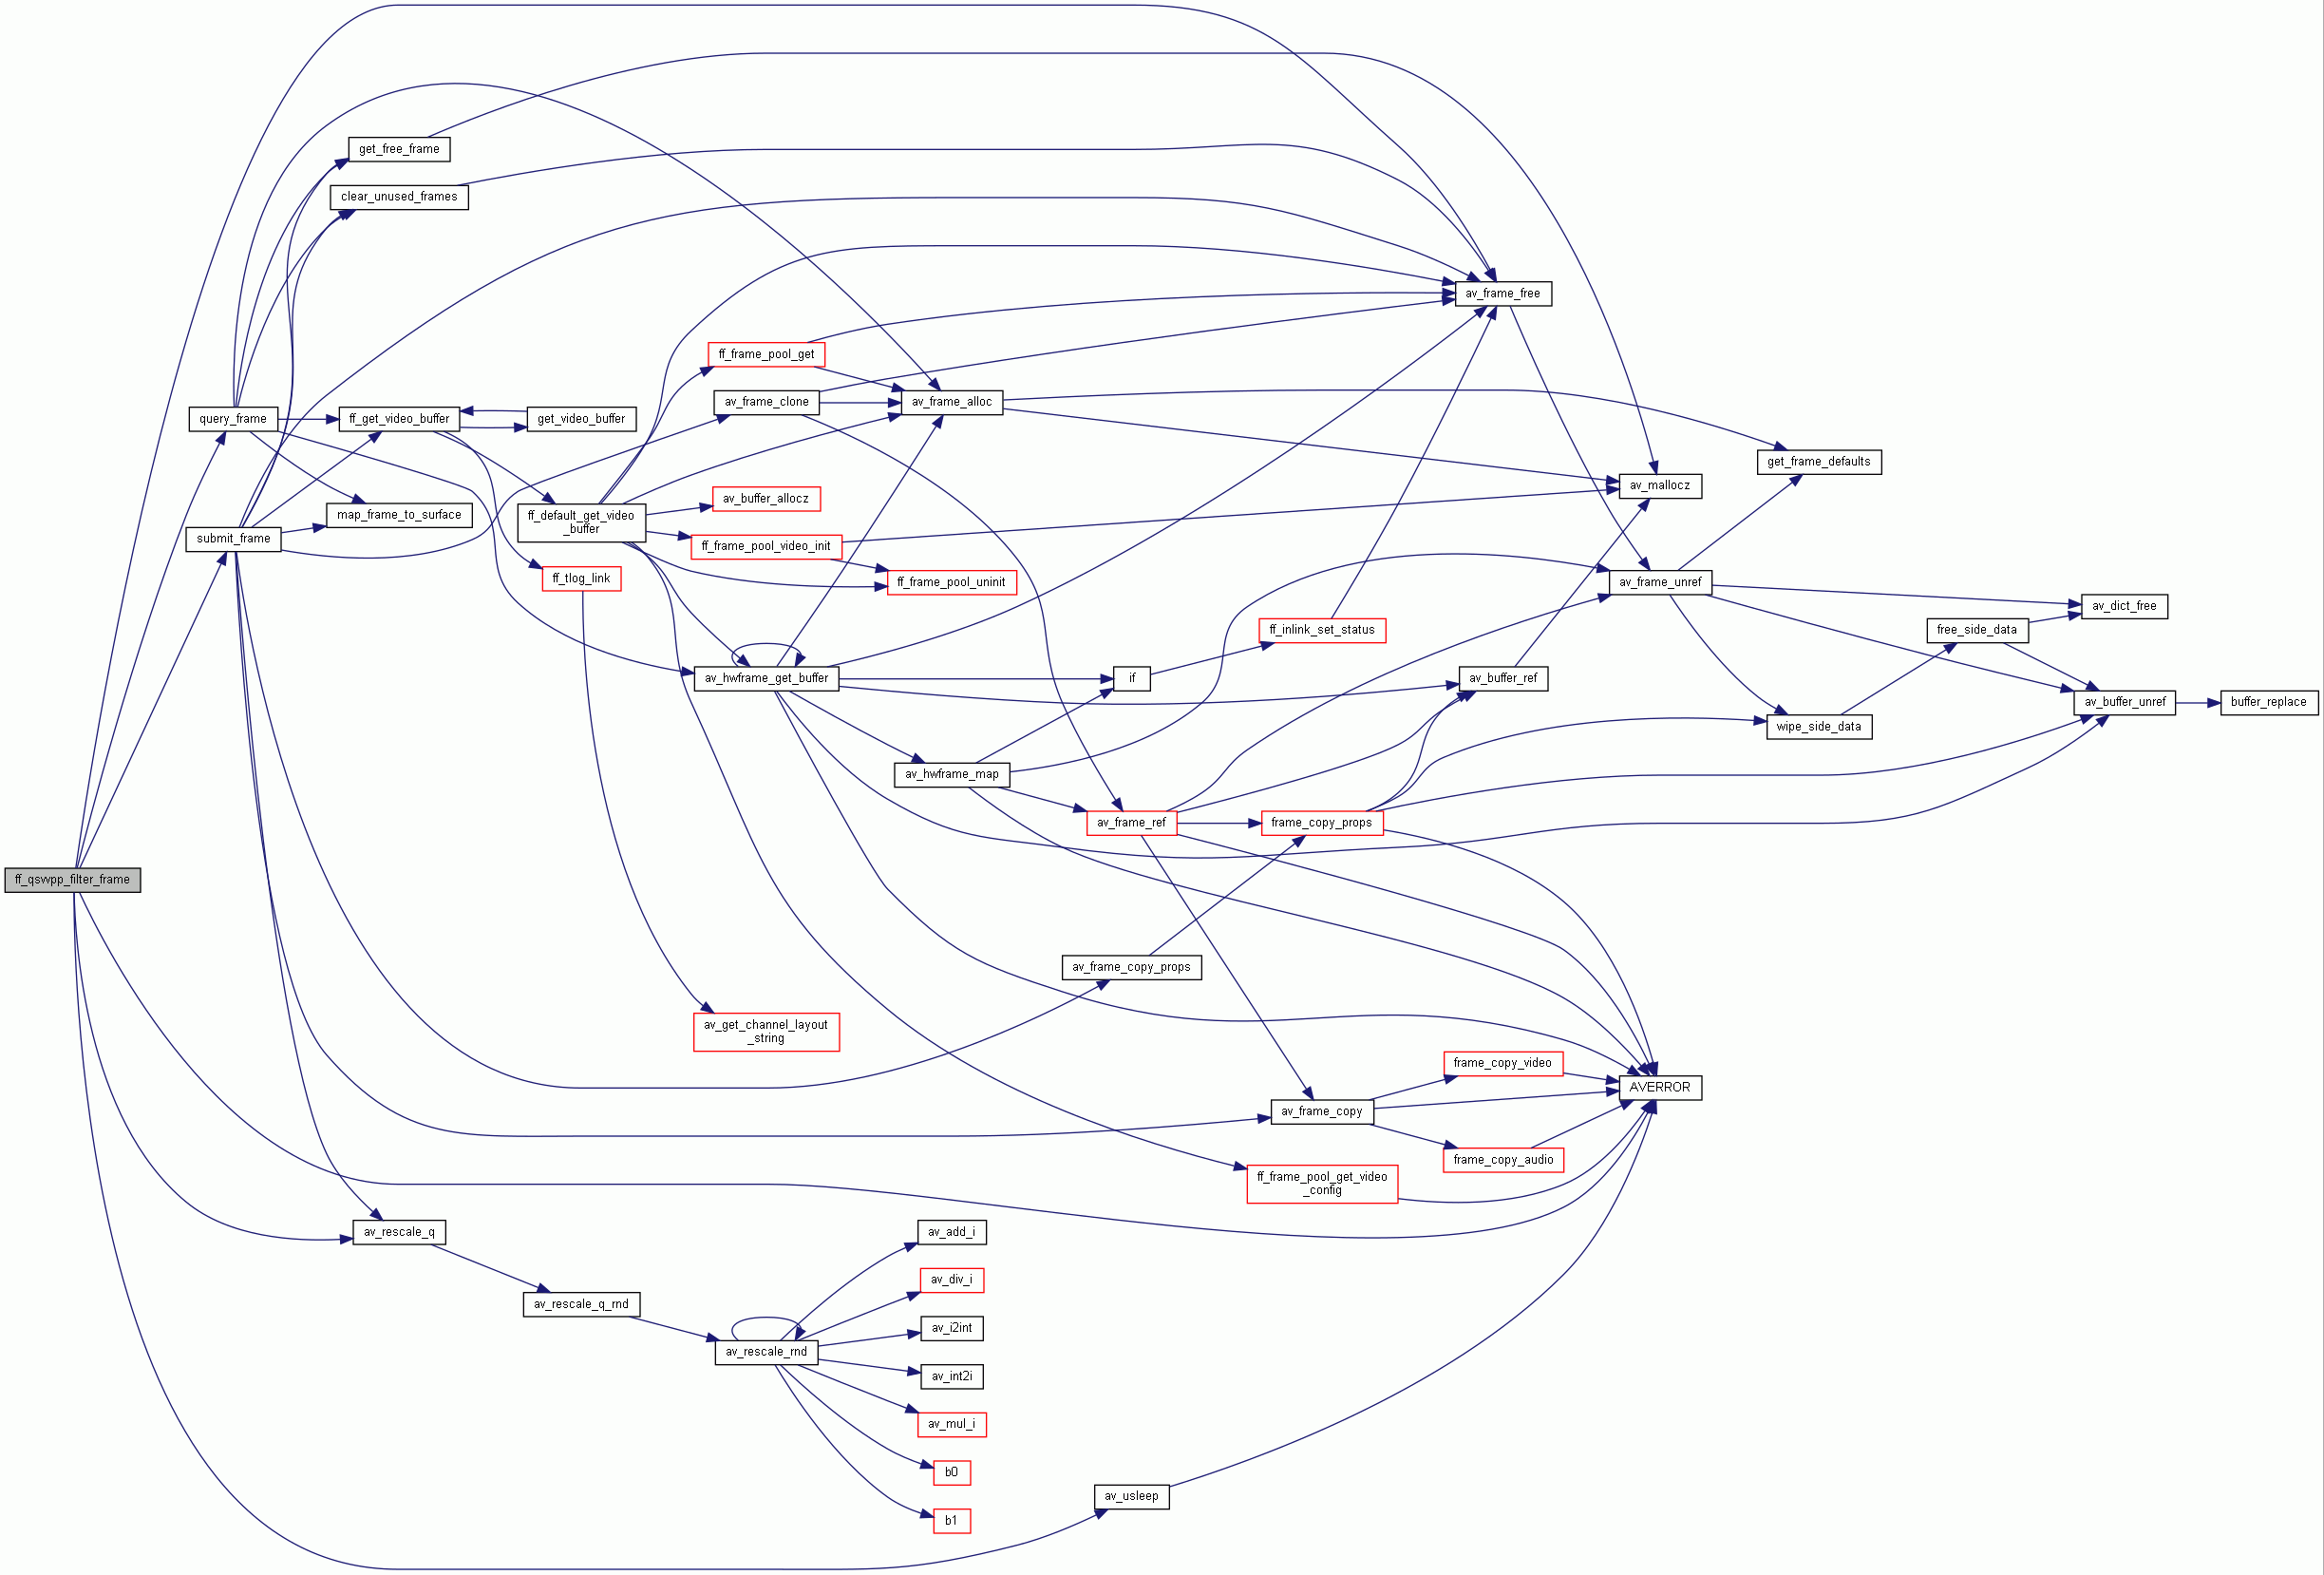 get_free_frame
clear_unused_frames
av_frame_free
ff_frame_pool_get
av_frame_clone
av_frame_alloc
query_frame
ff_get_video_buffer
get_video_buffer
get_frame_defaults
av_mallocz
av_buffer_allocz
map_frame_to_surface
ff_default_get_video
_buffer
submit_frame
ff_frame_pool_video_init
ff_tlog_link
ff_frame_pool_uninit
av_frame_unref
av_dict_free
ff_inlink_set_status
free_side_data
av_hwframe_get_buffer
if
av_buffer_ref
av_buffer_unref
buffer_replace
wipe_side_data
av_hwframe_map
av_frame_ref
frame_copy_props
ff_qsvvpp_filter_frame
av_frame_copy_props
av_get_channel_layout
_string
frame_copy_video
AVERROR
av_frame_copy
frame_copy_audio
ff_frame_pool_get_video
_config
av_rescale_q
av_add_i
av_div_i
av_rescale_q_rnd
av_i2int
av_rescale_rnd
av_int2i
av_mul_i
b0
av_usleep
b1